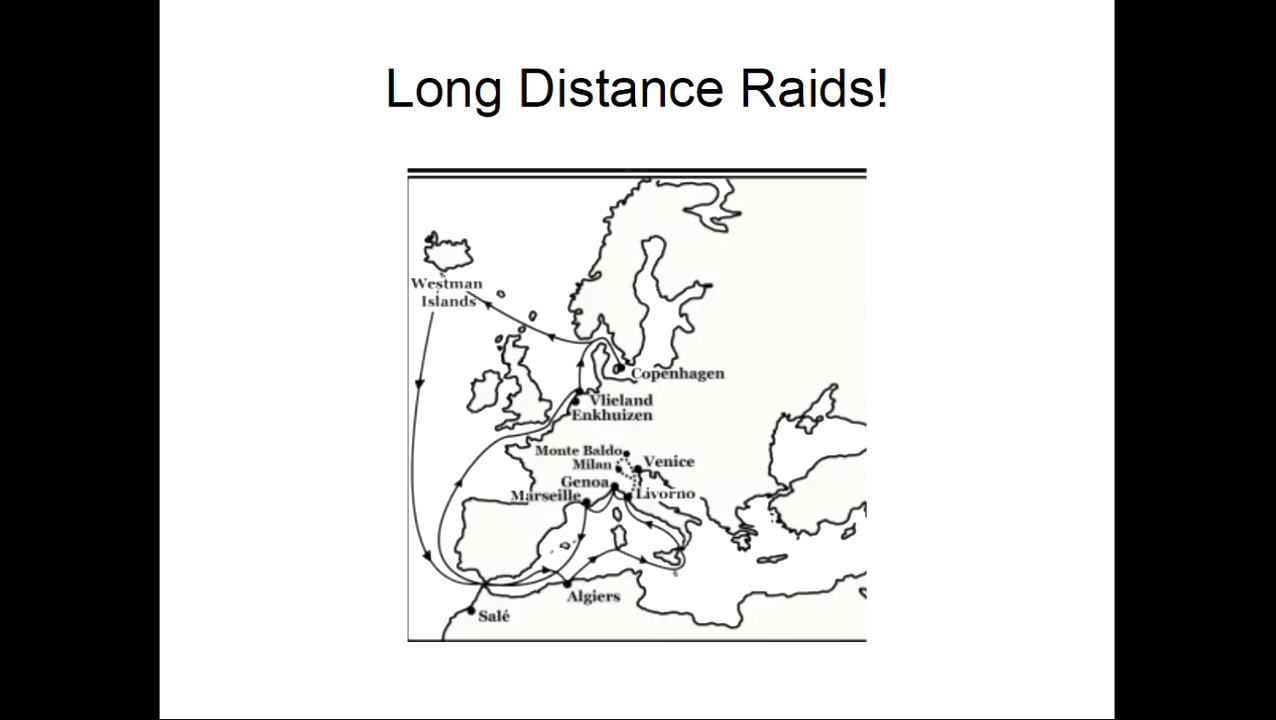 Long Distance Raids!
Westman
Islands
Copenhagen
Vlieland
Enkhuizen
Monte Baldo
Milan
Venice
Genoa
Marseille
Livorno
Algiers
Salé